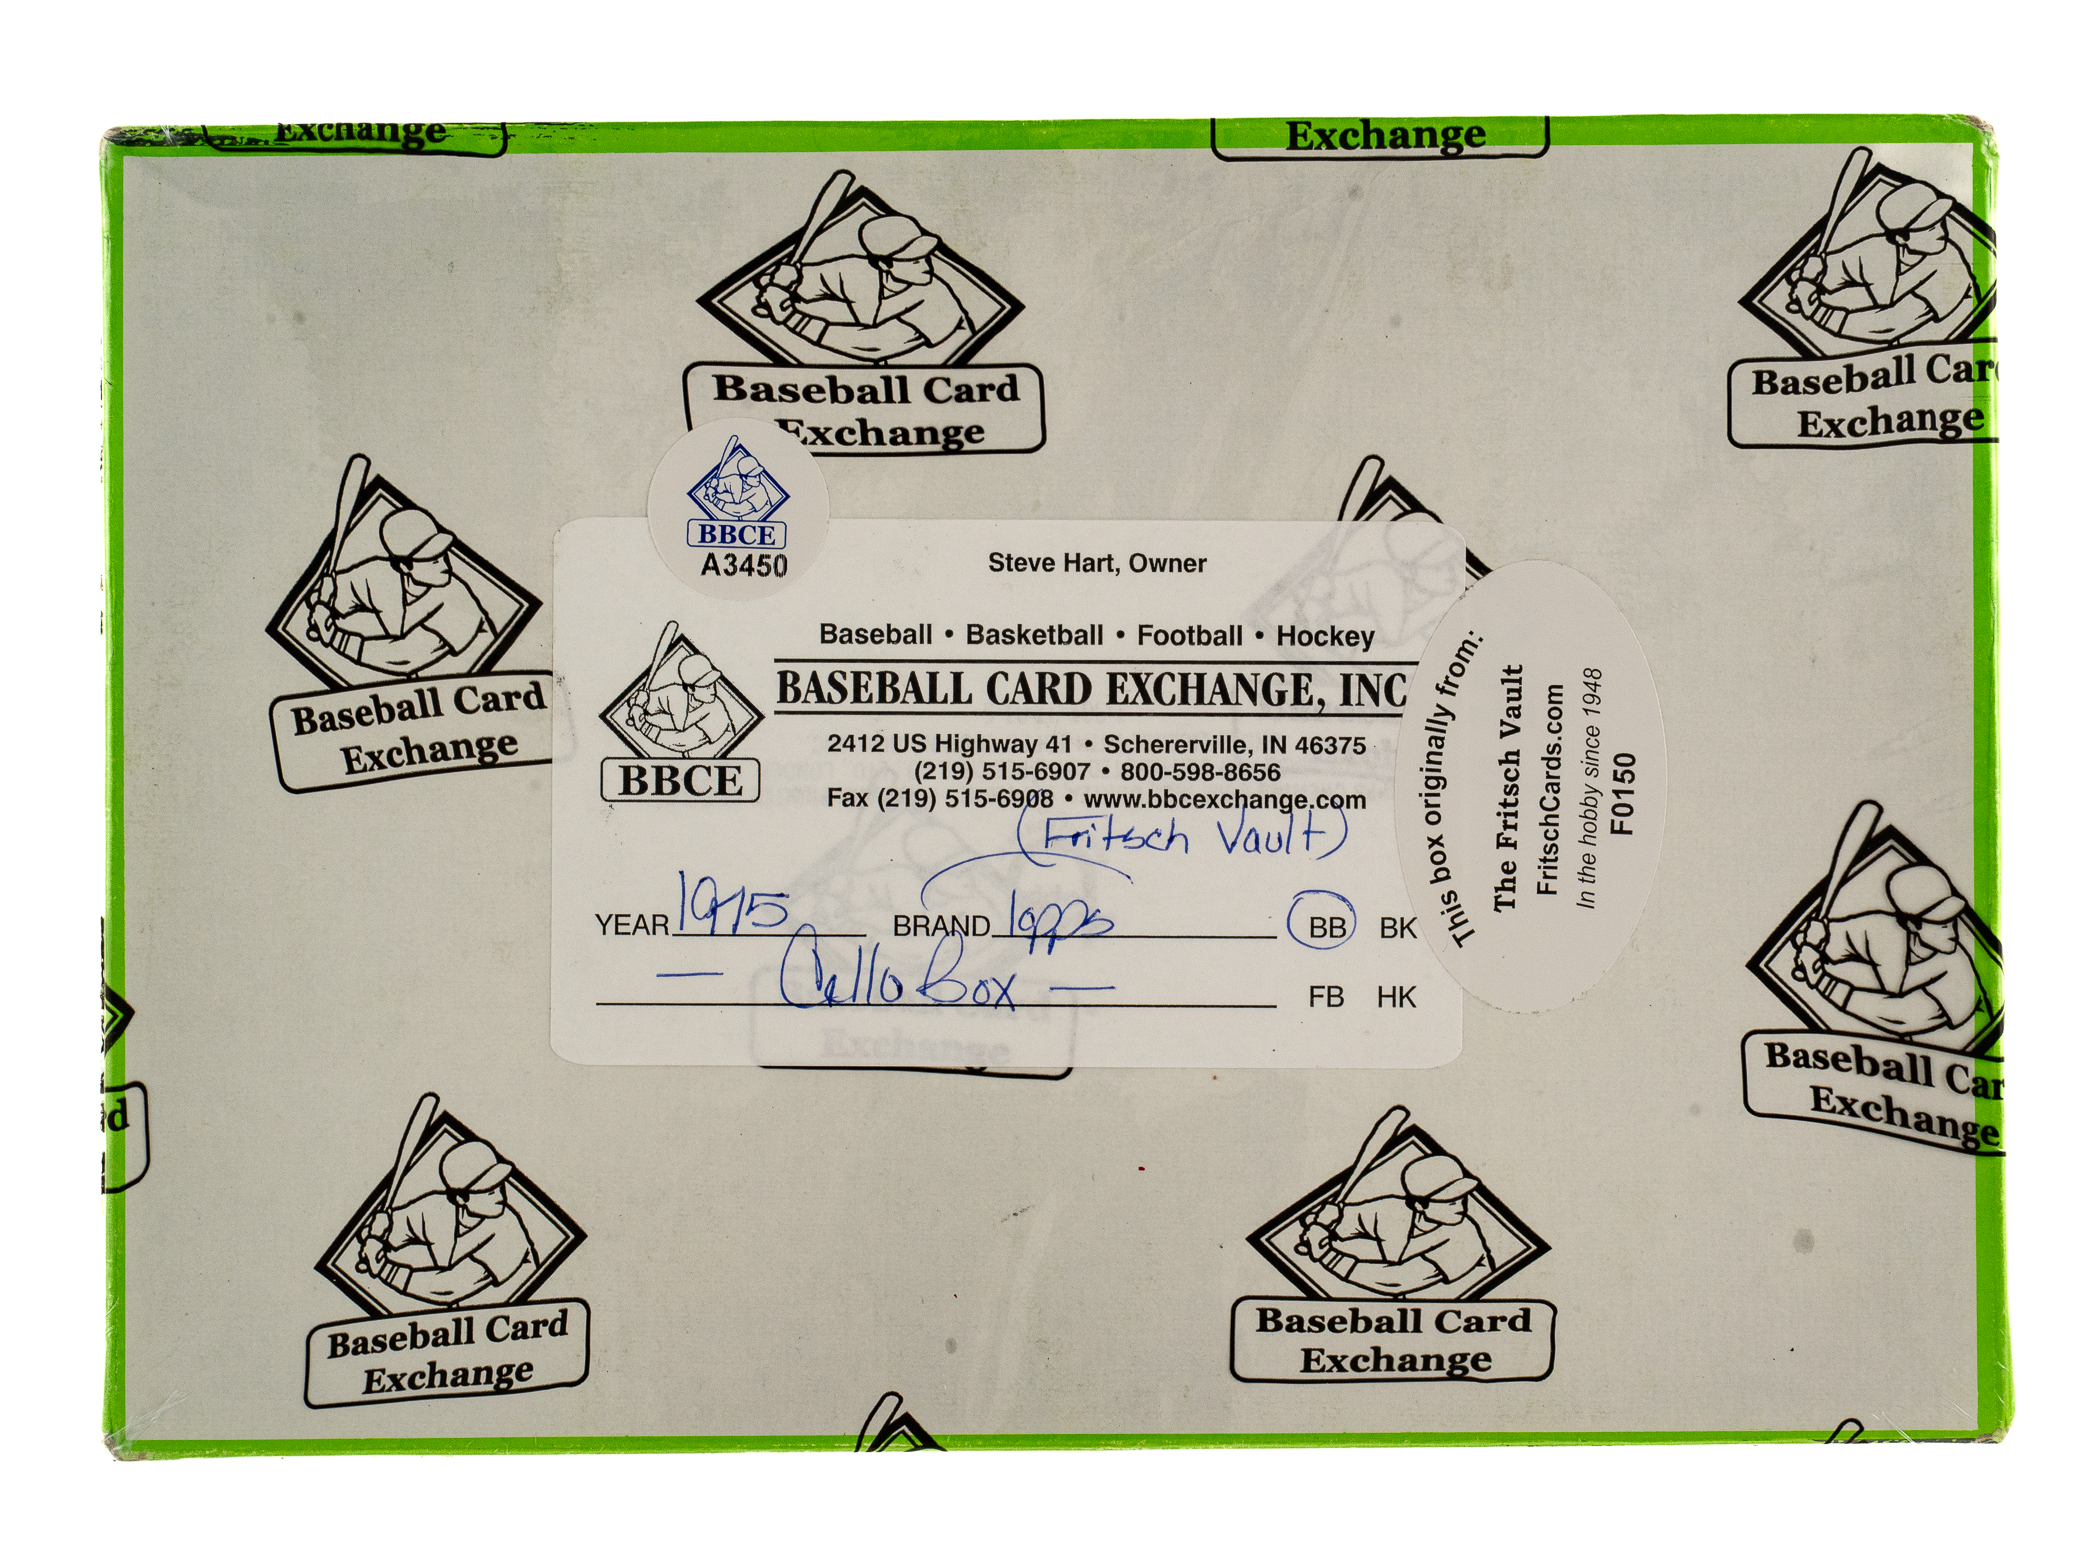 Exchange
Exchange
Baseball Card
Exchange
Baseball Car
Exchange
BBCE
A3450
Steve Hart, Owner
Baseball • Basketball • Football • Hockey
BASEBALL CARD EXCHANGE, INC
2412 US Highway 41 • Schererville, IN 46375
(219) 515-6907 • 800-598-8656
Fax (219) 515-6908 • www.bbcexchange.com
BBCE
(Fritsch Vault)
YEAR 1975 BRAND Topps BB BK
— Cello Box — FB HK
This box originally from:
The Fritsch Vault
FritschCards.com
In the hobby since 1948
F0150
Baseball Card
Exchange
Baseball Car
Exchange
d
Baseball Card
Exchange
Baseball Card
Exchange